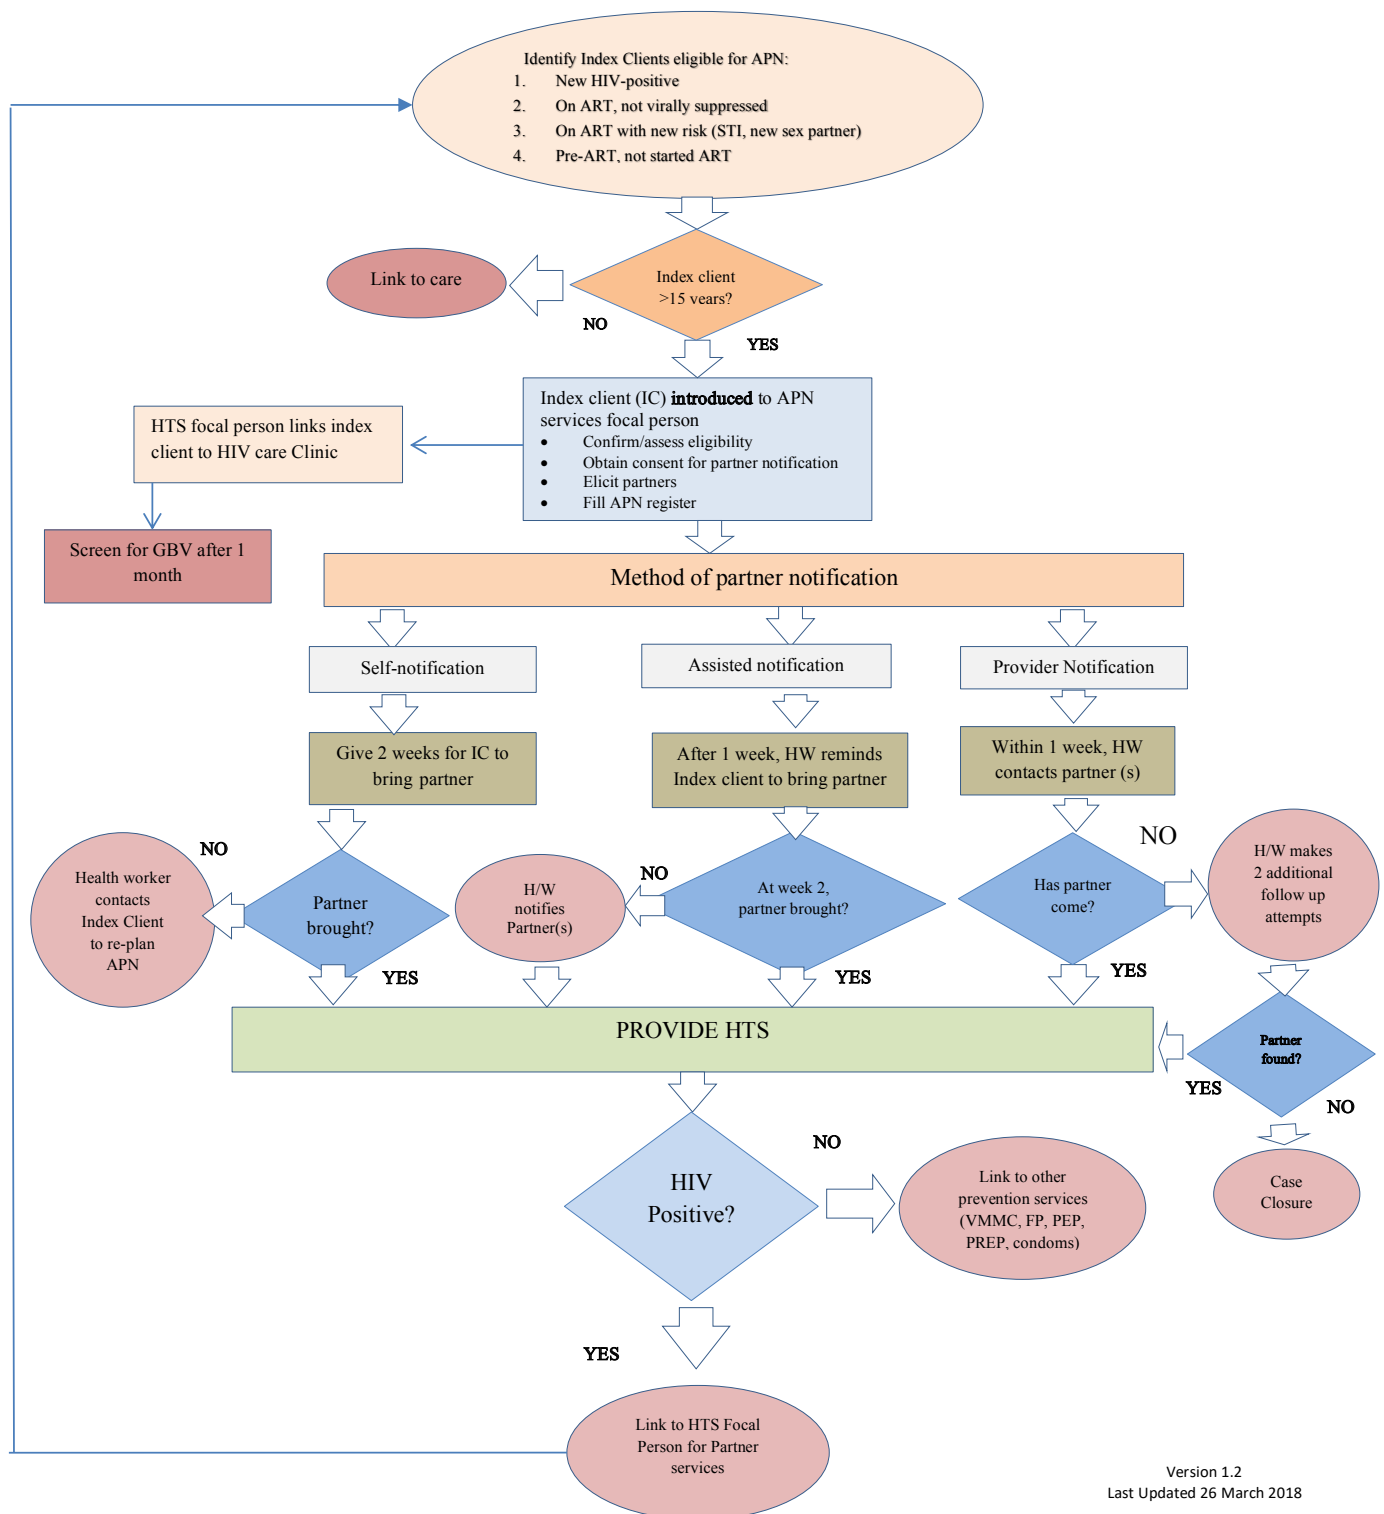 Identify Index Clients eligible for APN:
1. New HIV-positive
2. On ART, not virally suppressed
3. On ART with new risk (STI, new sex partner)
4. Pre-ART, not started ART
Link to care
Index client
>15 years?
NO
YES
Index client (IC) introduced to APN
services focal person
• Confirm/assess eligibility
• Obtain consent for partner notification
• Elicit partners
• Fill APN register
HTS focal person links index
client to HIV care Clinic
Screen for GBV after 1
month
Method of partner notification
Self-notification
Assisted notification
Provider Notification
Give 2 weeks for IC to
bring partner
After 1 week, HW reminds
Index client to bring partner
Within 1 week, HW
contacts partner (s)
NO
Health worker
contacts
Index Client
to re-plan
APN
Partner
brought?
YES
H/W
notifies
Partner(s)
NO
At week 2,
partner brought?
YES
Has partner
come?
NO
YES
H/W makes
2 additional
follow up
attempts
PROVIDE HTS
Partner
found?
YES
NO
Case
Closure
HIV
Positive?
NO
Link to other
prevention services
(VMMC, FP, PEP,
PREP, condoms)
YES
Link to HTS Focal
Person for Partner
services
Version 1.2
Last Updated 26 March 2018